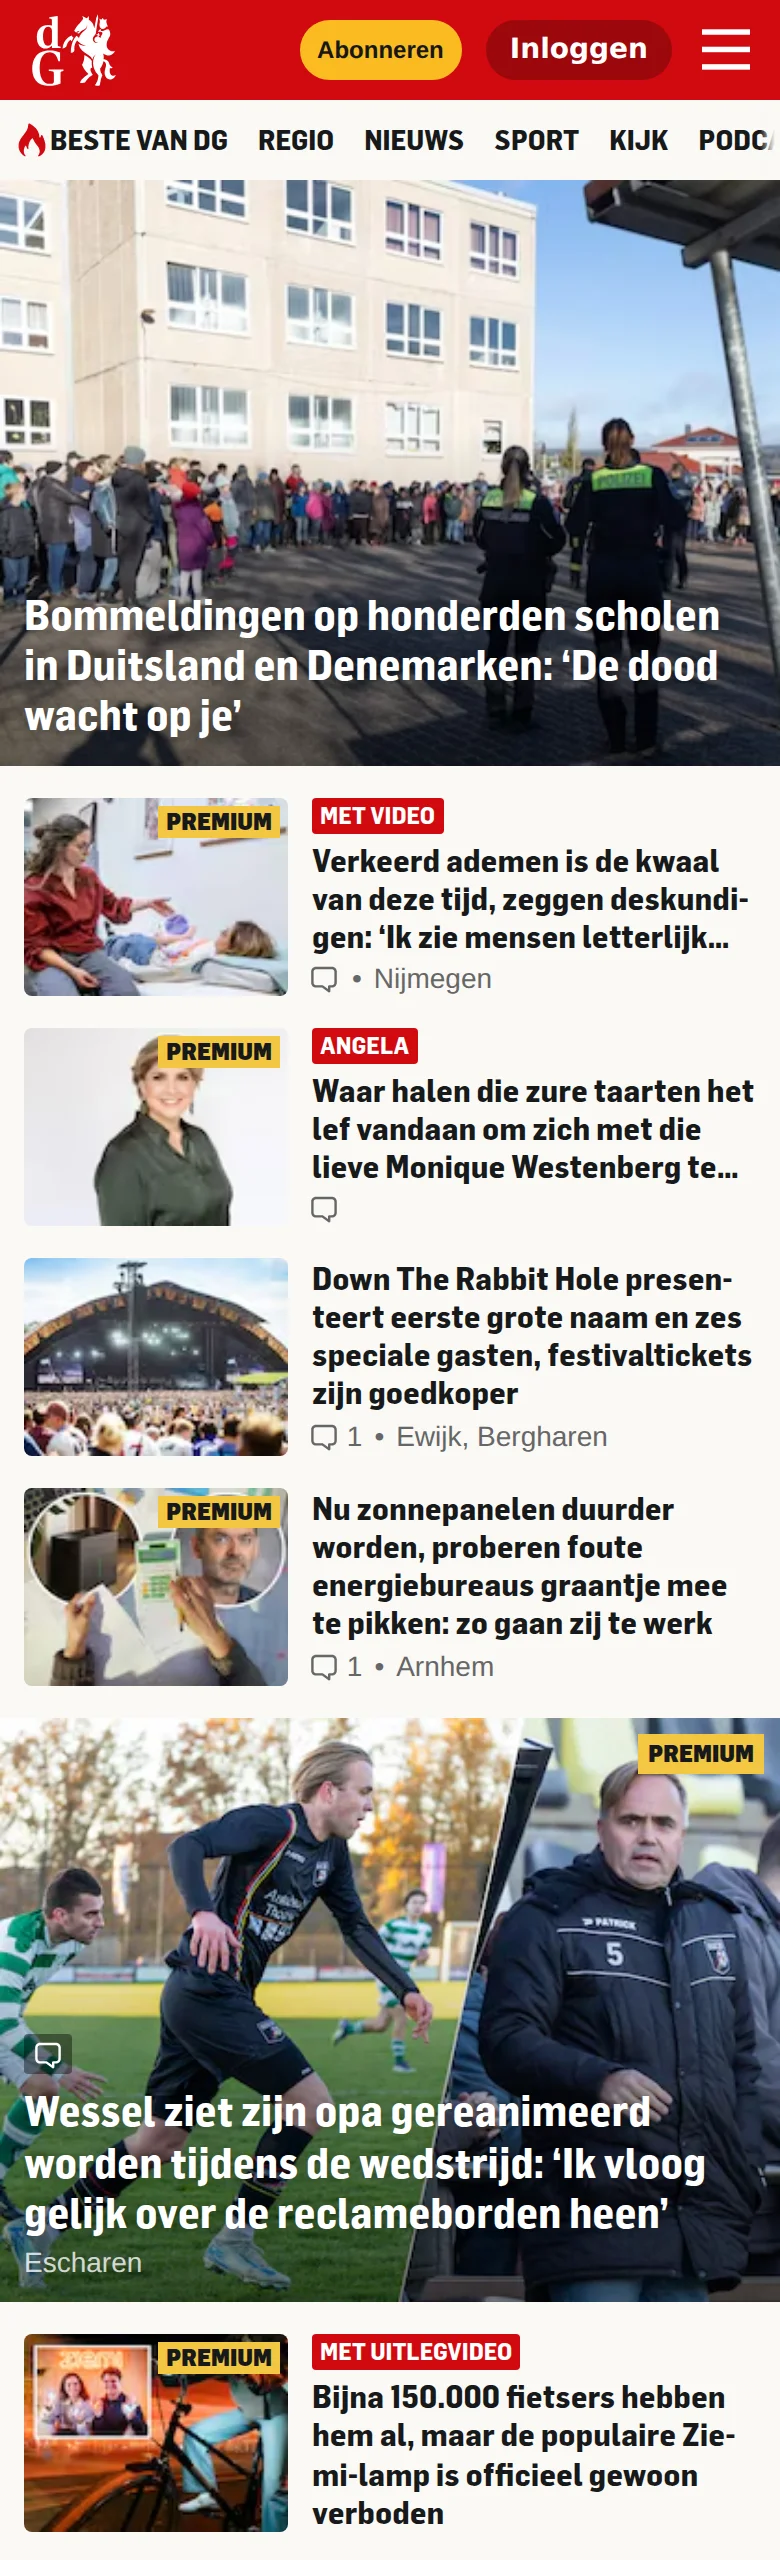 dG
Abonneren
Inloggen
BESTE VAN DG REGIO NIEUWS SPORT KIJK PODCA
POLIZEI
Bommeldingen op honderden scholen
in Duitsland en Denemarken: ‘De dood
wacht op je’
PREMIUM
MET VIDEO
Verkeerd ademen is de kwaal
van deze tijd, zeggen deskundi-
gen: ‘Ik zie mensen letterlijk...
• Nijmegen
PREMIUM
ANGELA
Waar halen die zure taarten het
lef vandaan om zich met die
lieve Monique Westenberg te...
Down The Rabbit Hole presen-
teert eerste grote naam en zes
speciale gasten, festivaltickets
zijn goedkoper
1 • Ewijk, Bergharen
PREMIUM
Nu zonnepanelen duurder
worden, proberen foute
energiebureaus graantje mee
te pikken: zo gaan zij te werk
1 • Arnhem
PREMIUM
PATRICK
5
Wessel ziet zijn opa gereanimeerd
worden tijdens de wedstrijd: ‘Ik vloog
gelijk over de reclameborden heen’
Escharen
ziemi
PREMIUM
MET UITLEGVIDEO
Bijna 150.000 fietsers hebben
hem al, maar de populaire Zie-
mi-lamp is officieel gewoon
verboden